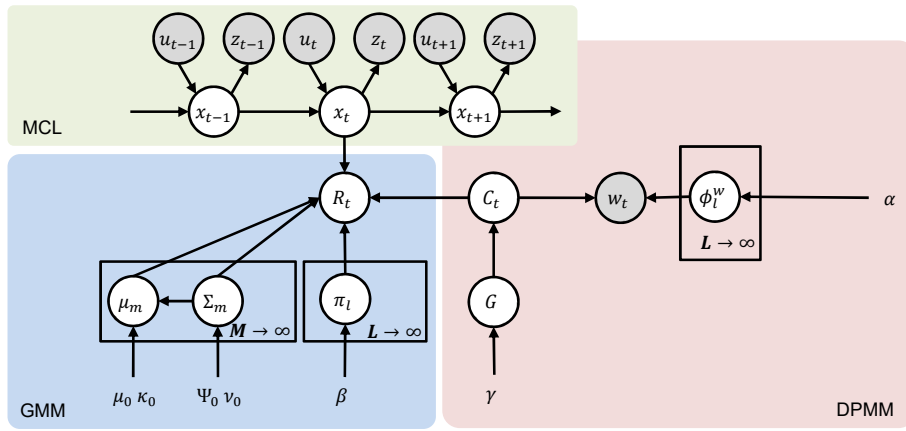 u_{t-1} z_{t-1} u_t z_t u_{t+1} z_{t+1}
x_{t-1} x_t x_{t+1}
MCL
R_t C_t w_t ϕ_l^w α
L → ∞
μ_m Σ_m π_l G
M → ∞ L → ∞
μ_0 κ_0 Ψ_0 ν_0 β γ
GMM DPMM